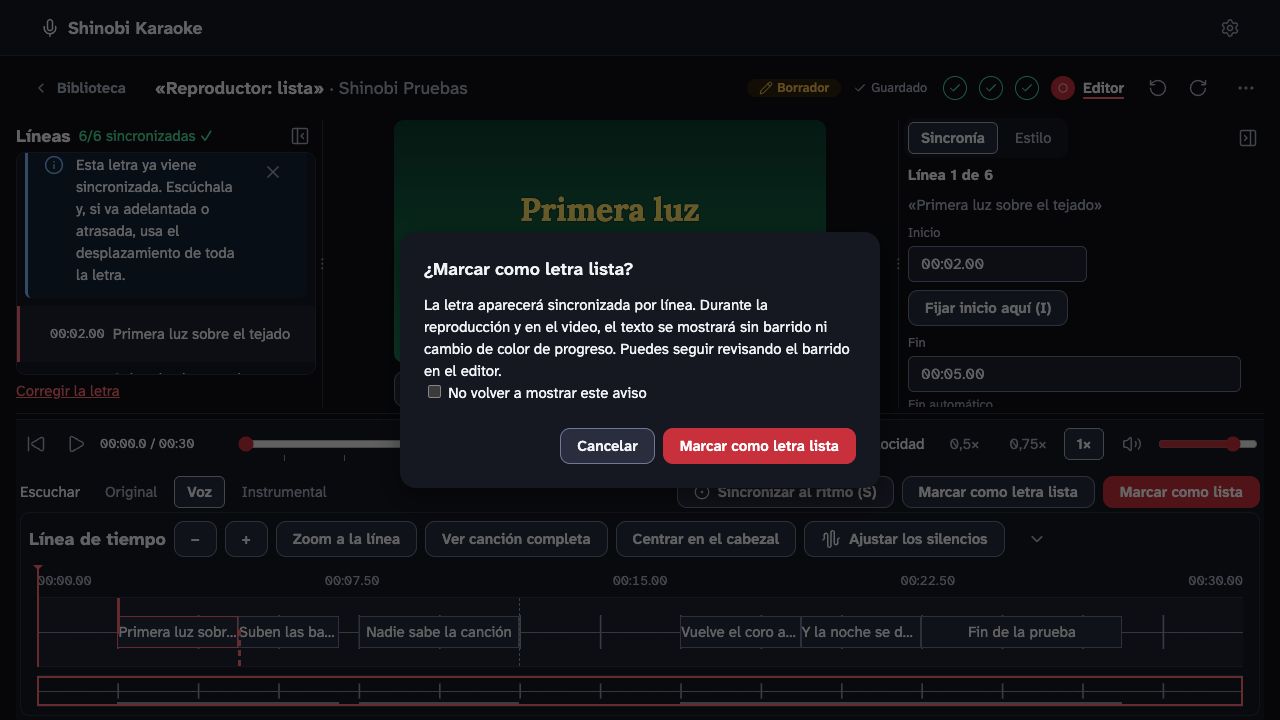 Shinobi Karaoke
Biblioteca
«Reproductor: lista» · Shinobi Pruebas
Borrador
Guardado
Editor
Líneas
6/6 sincronizadas
Esta letra ya viene
sincronizada. Escúchala
y, si va adelantada o
atrasada, usa el
desplazamiento de toda
la letra.
00:02.00 Primera luz sobre el tejado
Corregir la letra
Primera luz
Sincronía
Estilo
Línea 1 de 6
«Primera luz sobre el tejado»
Inicio
00:02.00
Fijar inicio aquí (I)
Fin
00:05.00
Fin automático
¿Marcar como letra lista?
La letra aparecerá sincronizada por línea. Durante la
reproducción y en el video, el texto se mostrará sin barrido ni
cambio de color de progreso. Puedes seguir revisando el barrido
en el editor.
No volver a mostrar este aviso
Cancelar
Marcar como letra lista
00:00.0 / 00:30
ocidad
0,5×
0,75×
1×
Escuchar
Original
Voz
Instrumental
Sincronizar al ritmo (S)
Marcar como letra lista
Marcar como lista
Línea de tiempo
−
+
Zoom a la línea
Ver canción completa
Centrar en el cabezal
Ajustar los silencios
00:00.00
00:07.50
00:15.00
00:22.50
00:30.00
Primera luz sobr...
Suben las ba...
Nadie sabe la canción
Vuelve el coro a...
Y la noche se d...
Fin de la prueba